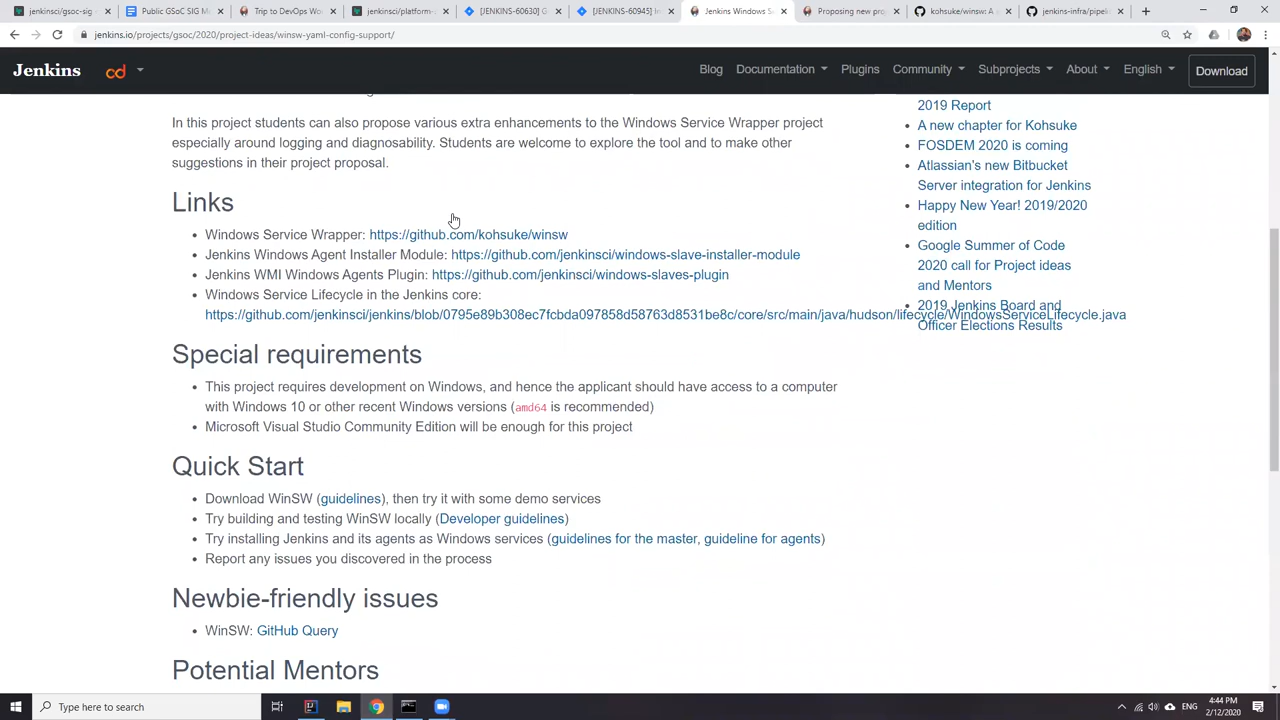 jenkinsci/gsoc-sig
Public GSoC SIG M
Trip to DevOps Wo
jenkinsci/platform-
[JENKINS-60630] G
[JENKINS-60945] Ir
Jenkins Windows S
Proposing new pro
kohsuke/winsw: A
jenkins-infra/pipeli
jenkins.io/projects/gsoc/2020/project-ideas/winsw-yaml-config-support/
Jenkins
cd
Blog Documentation Plugins Community Subprojects About English Download
In this project students can also propose various extra enhancements to the Windows Service Wrapper project
especially around logging and diagnosability. Students are welcome to explore the tool and to make other
suggestions in their project proposal.
Links
Windows Service Wrapper: https://github.com/kohsuke/winsw
Jenkins Windows Agent Installer Module: https://github.com/jenkinsci/windows-slave-installer-module
Jenkins WMI Windows Agents Plugin: https://github.com/jenkinsci/windows-slaves-plugin
Windows Service Lifecycle in the Jenkins core:
https://github.com/jenkinsci/jenkins/blob/0795e89b308ec7fcbda097858d58763d8531be8c/core/src/main/java/hudson/lifecycle/WindowsServiceLifecycle.java
Special requirements
This project requires development on Windows, and hence the applicant should have access to a computer
with Windows 10 or other recent Windows versions (amd64 is recommended)
Microsoft Visual Studio Community Edition will be enough for this project
Quick Start
Download WinSW (guidelines), then try it with some demo services
Try building and testing WinSW locally (Developer guidelines)
Try installing Jenkins and its agents as Windows services (guidelines for the master, guideline for agents)
Report any issues you discovered in the process
Newbie-friendly issues
WinSW: GitHub Query
Potential Mentors
2019 Report
A new chapter for Kohsuke
FOSDEM 2020 is coming
Atlassian's new Bitbucket
Server integration for Jenkins
Happy New Year! 2019/2020
edition
Google Summer of Code
2020 call for Project ideas
and Mentors
2019 Jenkins Board and
Officer Elections Results
Type here to search
ENG
4:44 PM
2/12/2020